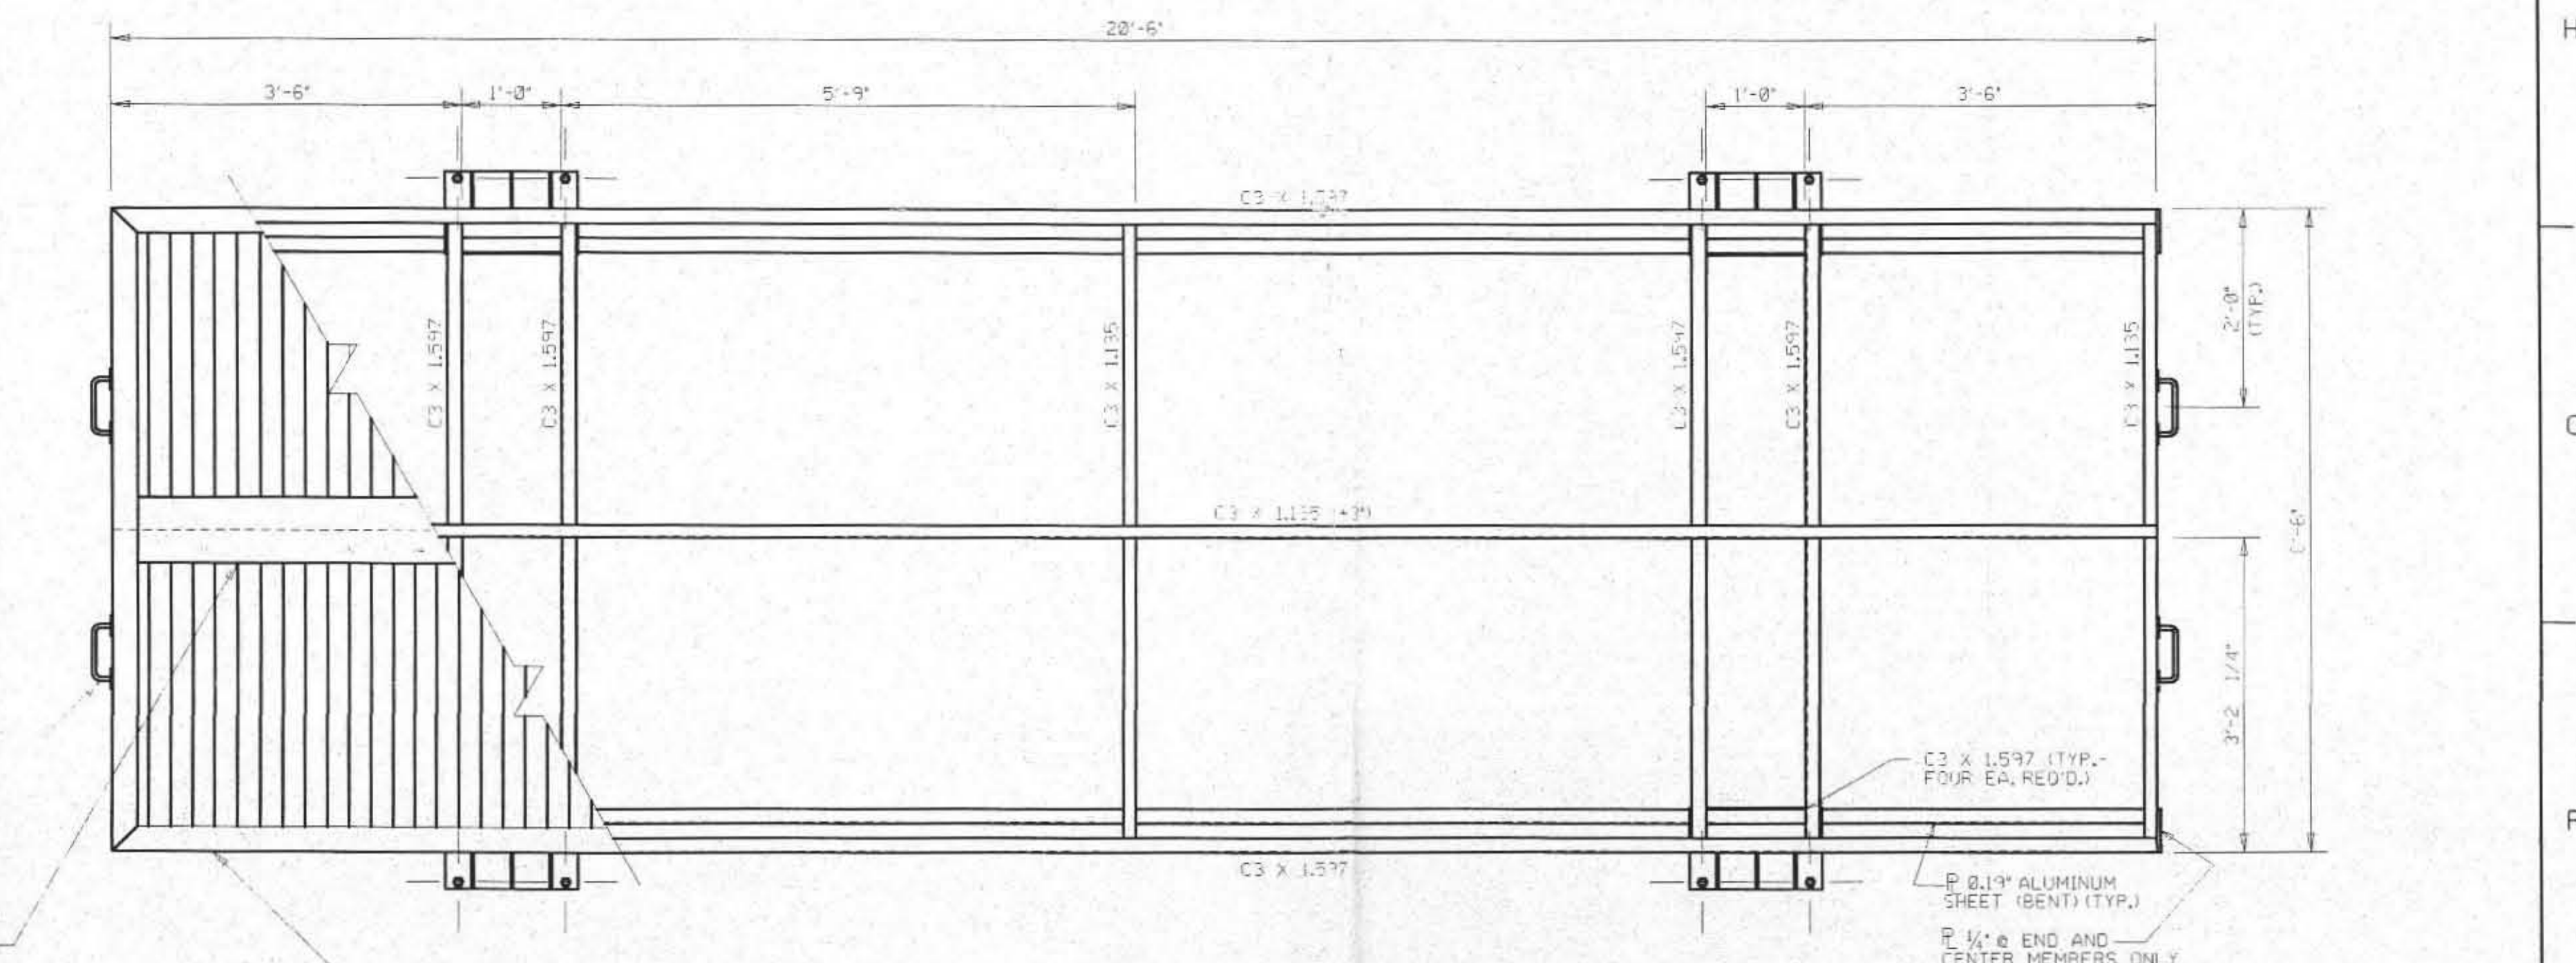 20'-6"
3'-6"
1'-0"
5'-9"
1'-0"
3'-6"
H
C3 X 1.597
C3 X 1.597
C3 X 1.597
C3 X 1.135
C3 X 1.597
C3 X 1.597
C3 X 1.135
2'-0"
(TYP.)
C3 X 1.135 (+3")
3'-2 1/4"
C3 X 1.597 (TYP.-
FOUR EA. REQ'D.)
C3 X 1.597
PL 0.19" ALUMINUM
SHEET (BENT) (TYP.)
PL 1/4" @ END AND
CENTER MEMBERS ONLY